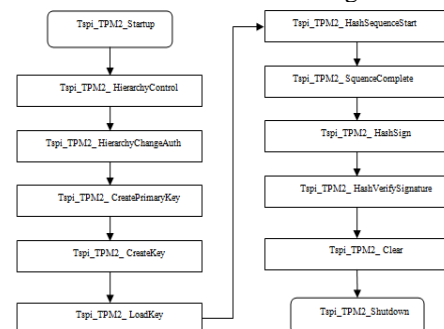 Tspi_TPM2_Startup
Tspi_TPM2_ HierarchyControl
Tspi_TPM2_ HierarchyChangeAuth
Tspi_TPM2_ CreatePrimaryKey
Tspi_TPM2_ CreateKey
Tspi_TPM2_ LoadKey
Tspi_TPM2_ HashSequenceStart
Tspi_TPM2_ SquenceComplete
Tspi_TPM2_ HashSign
Tspi_TPM2_ HashVerifySignature
Tspi_TPM2_ Clear
Tspi_TPM2_Shutdown